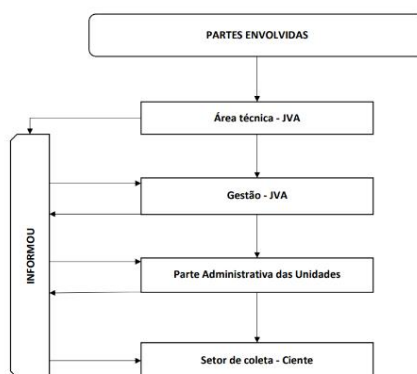 PARTES ENVOLVIDAS
Área técnica - JVA
Gestão - JVA
INFORMOU
Parte Administrativa das Unidades
Setor de coleta - Ciente